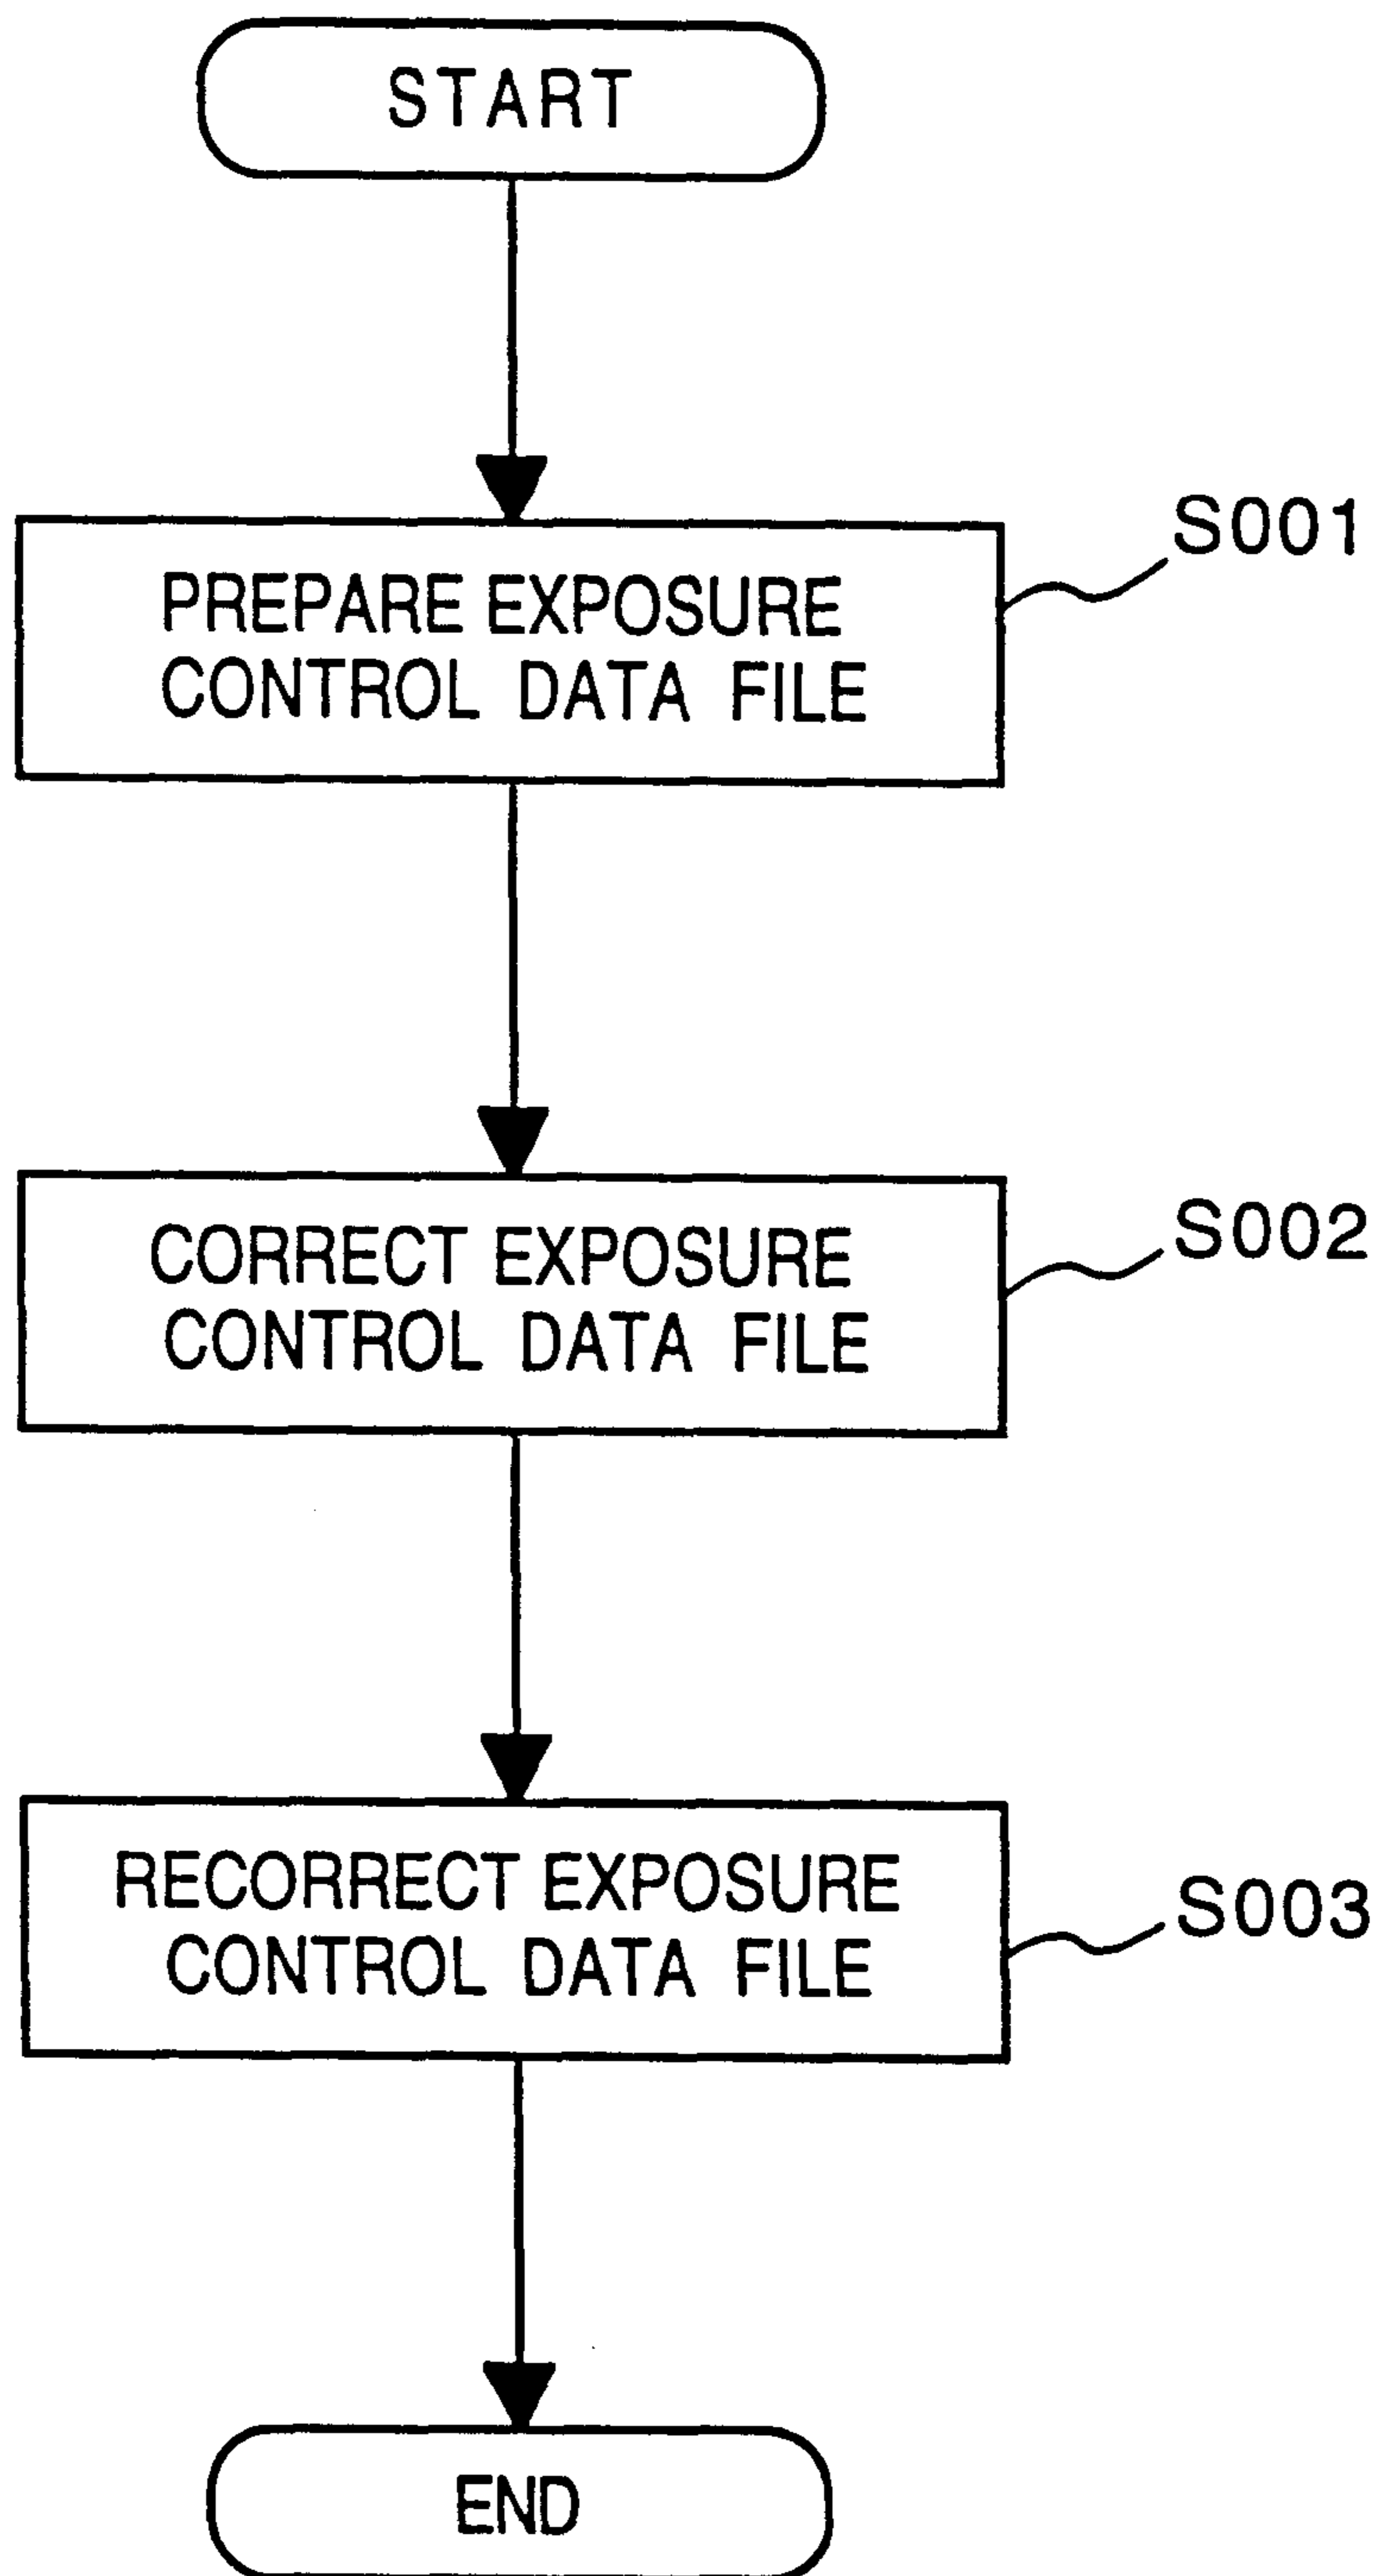 START
PREPARE EXPOSURE
CONTROL DATA FILE
S001
CORRECT EXPOSURE
CONTROL DATA FILE
S002
RECORRECT EXPOSURE
CONTROL DATA FILE
S003
END